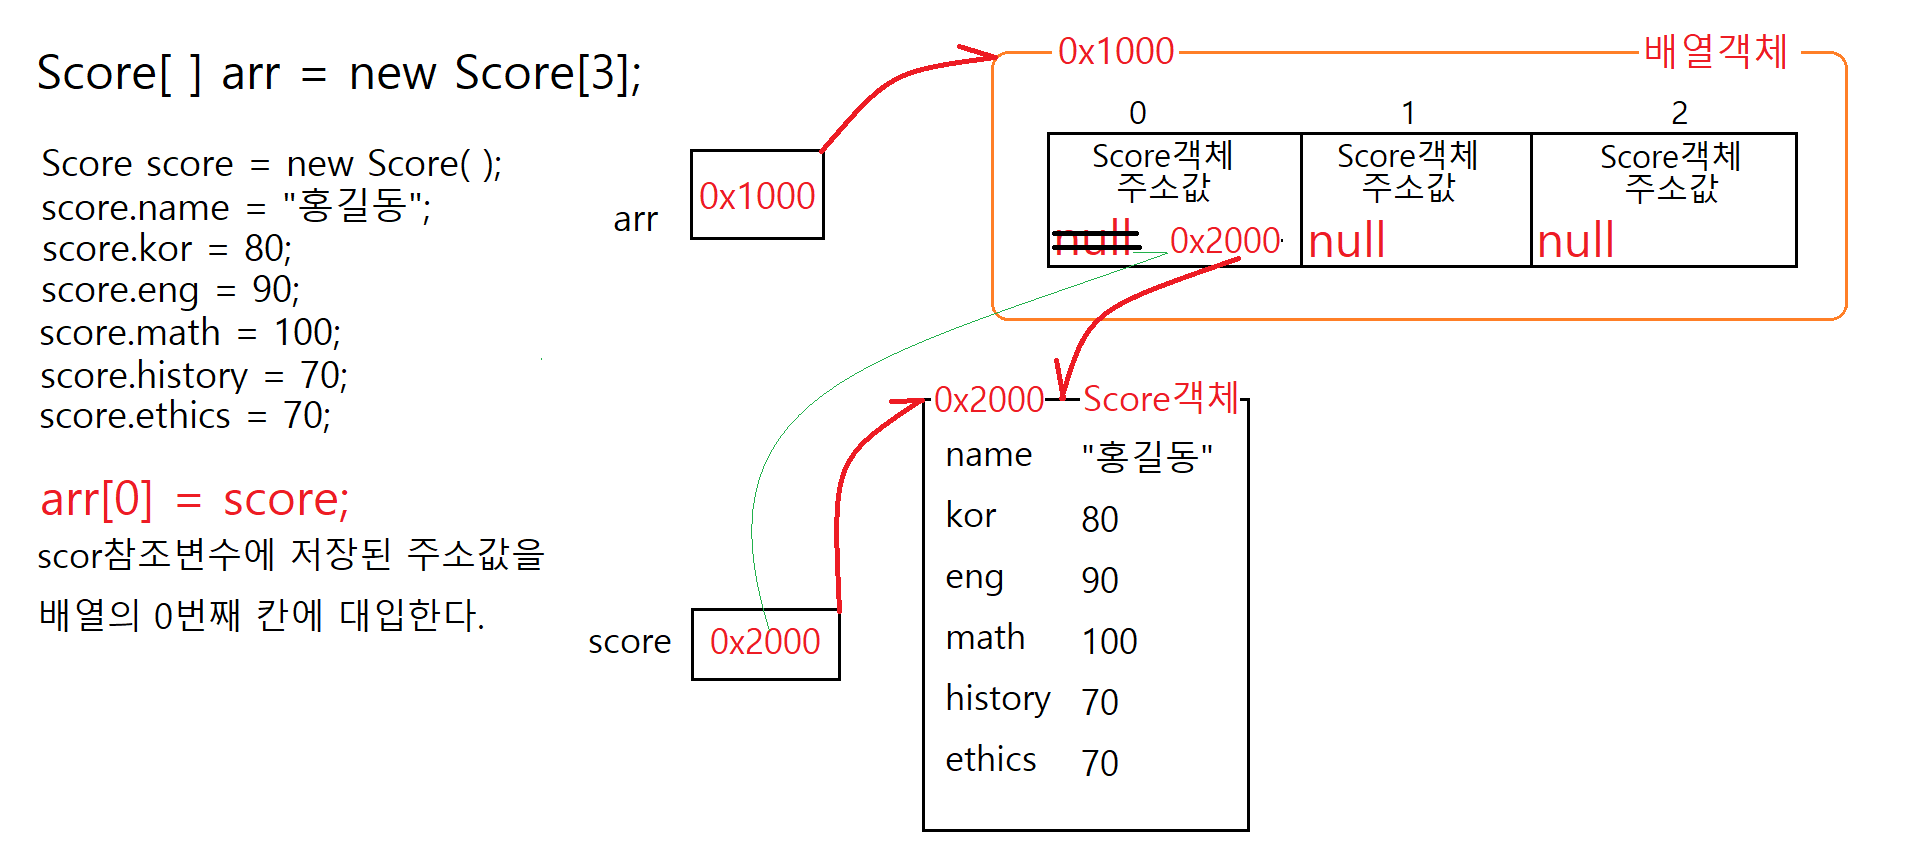 Score[ ] arr = new Score[3];
Score score = new Score( );
score.name = "홍길동";
score.kor = 80;
score.eng = 90;
score.math = 100;
score.history = 70;
score.ethics = 70;
arr[0] = score;
scor참조변수에 저장된 주소값을
배열의 0번째 칸에 대입한다.
arr
0x1000
0x1000
배열객체
0
1
2
Score객체
주소값
null
0x2000
Score객체
주소값
null
Score객체
주소값
null
score
0x2000
0x2000
Score객체
name "홍길동"
kor 80
eng 90
math 100
history 70
ethics 70